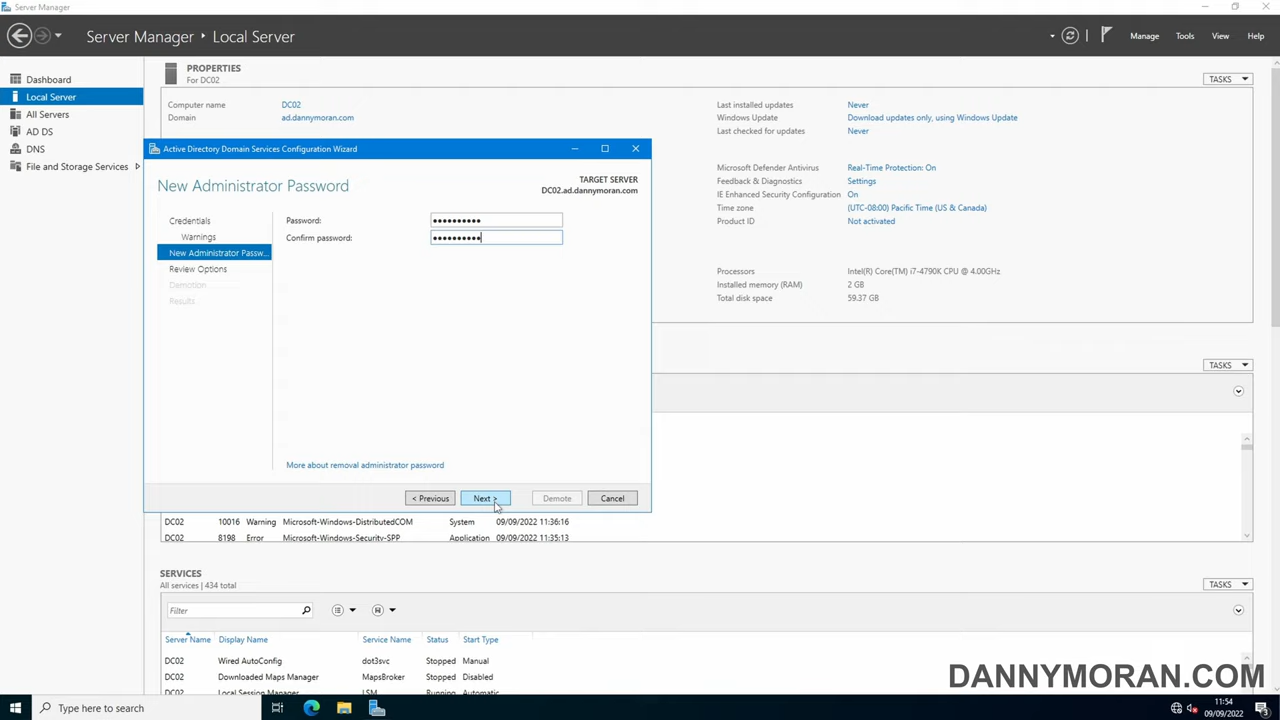 Server Manager
Server Manager
Local Server
Manage
Tools
View
Help
Dashboard
Local Server
All Servers
AD DS
DNS
File and Storage Services
PROPERTIES
For DC02
TASKS
Computer name
DC02
Domain
ad.dannymoran.com
Last installed updates
Never
Windows Update
Download updates only, using Windows Update
Last checked for updates
Never
Microsoft Defender Antivirus
Real-Time Protection: On
Feedback & Diagnostics
Settings
IE Enhanced Security Configuration
On
Time zone
(UTC-08:00) Pacific Time (US & Canada)
Product ID
Not activated
Processors
Intel(R) Core(TM) i7-4790K CPU @ 4.00GHz
Installed memory (RAM)
2 GB
Total disk space
59.37 GB
Active Directory Domain Services Configuration Wizard
New Administrator Password
TARGET SERVER
DC02.ad.dannymoran.com
Credentials
Warnings
New Administrator Passw...
Review Options
Demotion
Results
Password:
••••••••••
Confirm password:
••••••••••
More about removal administrator password
< Previous
Next >
Demote
Cancel
TASKS
DC02 10016 Warning Microsoft-Windows-DistributedCOM System 09/09/2022 11:36:16
DC02 8198 Error Microsoft-Windows-Security-SPP Application 09/09/2022 11:35:13
SERVICES
All services | 434 total
TASKS
Filter
Server Name Display Name Service Name Status Start Type
DC02 Wired AutoConfig dot3svc Stopped Manual
DC02 Downloaded Maps Manager MapsBroker Stopped Disabled
DC02 Local Session Manager LSM Running Automatic
DANNYMORAN.COM
Type here to search
11:54
09/09/2022
3